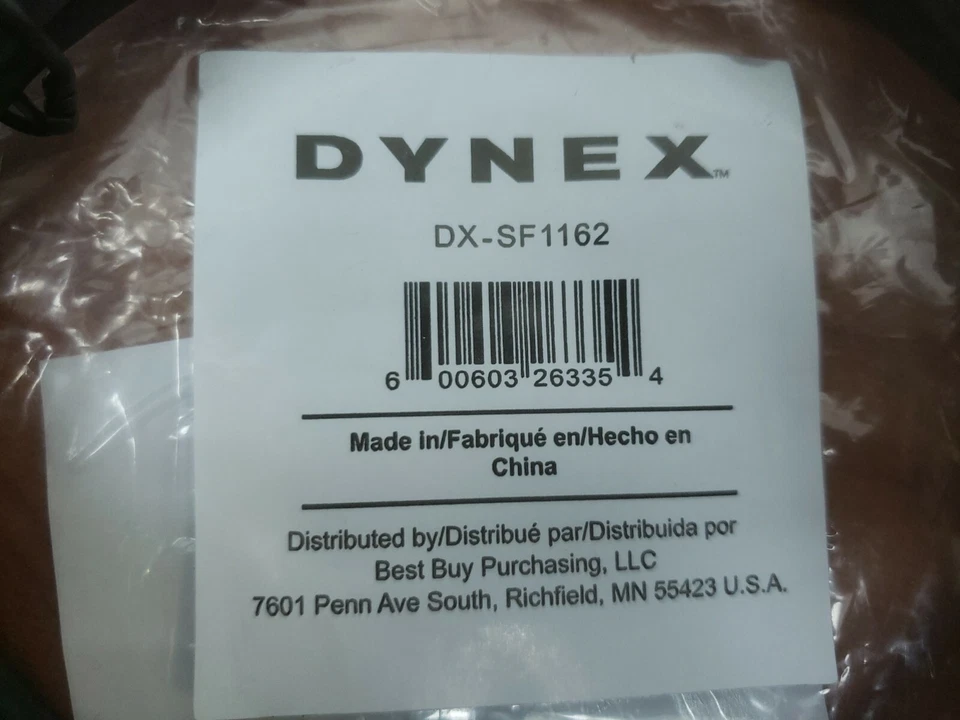 DYNEX™
DX-SF1162
6 00603 26335 4
Made in/Fabriqué en/Hecho en
China
Distributed by/Distribué par/Distribuida por
Best Buy Purchasing, LLC
7601 Penn Ave South, Richfield, MN 55423 U.S.A.